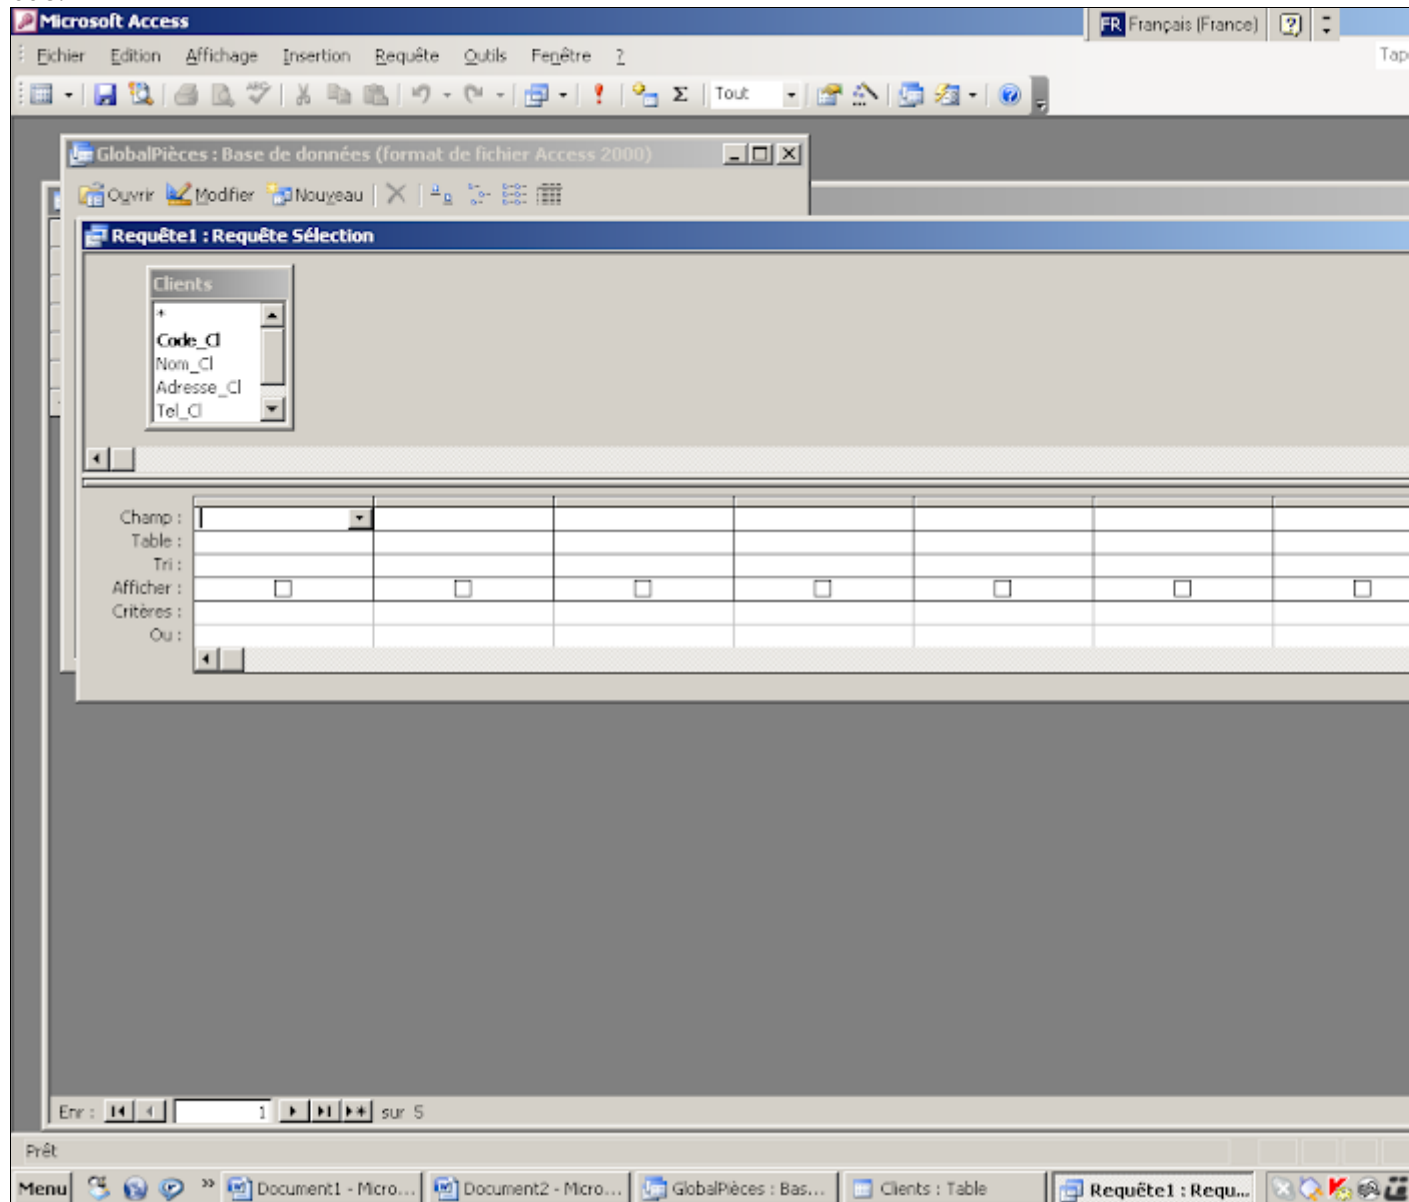 Microsoft Access
FR Français (France)
Fichier Edition Affichage Insertion Requête Outils Fenêtre ?
Tout
GlobalPièces : Base de données (format de fichier Access 2000)
Ouvrir Modifier Nouveau
Requête1 : Requête Sélection
Clients
*
Code_Cl
Nom_Cl
Adresse_Cl
Tel_Cl
Champ :
Table :
Tri :
Afficher :
Critères :
Ou :
Enr : 1 sur 5
Prêt
Menu » Document1 - Micro... Document2 - Micro... GlobalPièces : Bas... Clients : Table Requête1 : Requ...